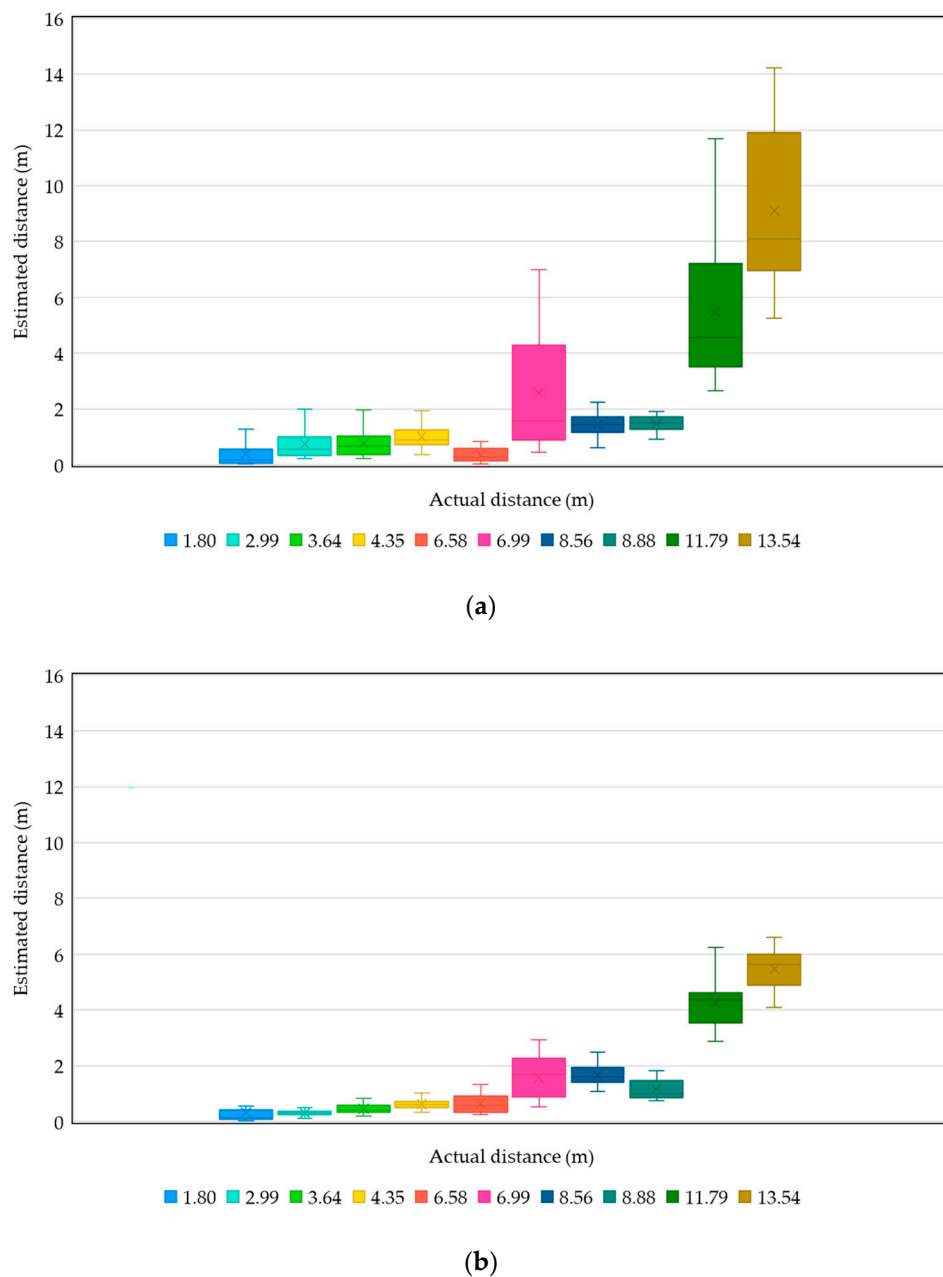 16
14
12
10
8
6
4
2
0
Estimated distance (m)
Actual distance (m)
1.80 2.99 3.64 4.35 6.58 6.99 8.56 8.88 11.79 13.54
(a)
16
14
12
10
8
6
4
2
0
Estimated distance (m)
Actual distance (m)
1.80 2.99 3.64 4.35 6.58 6.99 8.56 8.88 11.79 13.54
(b)